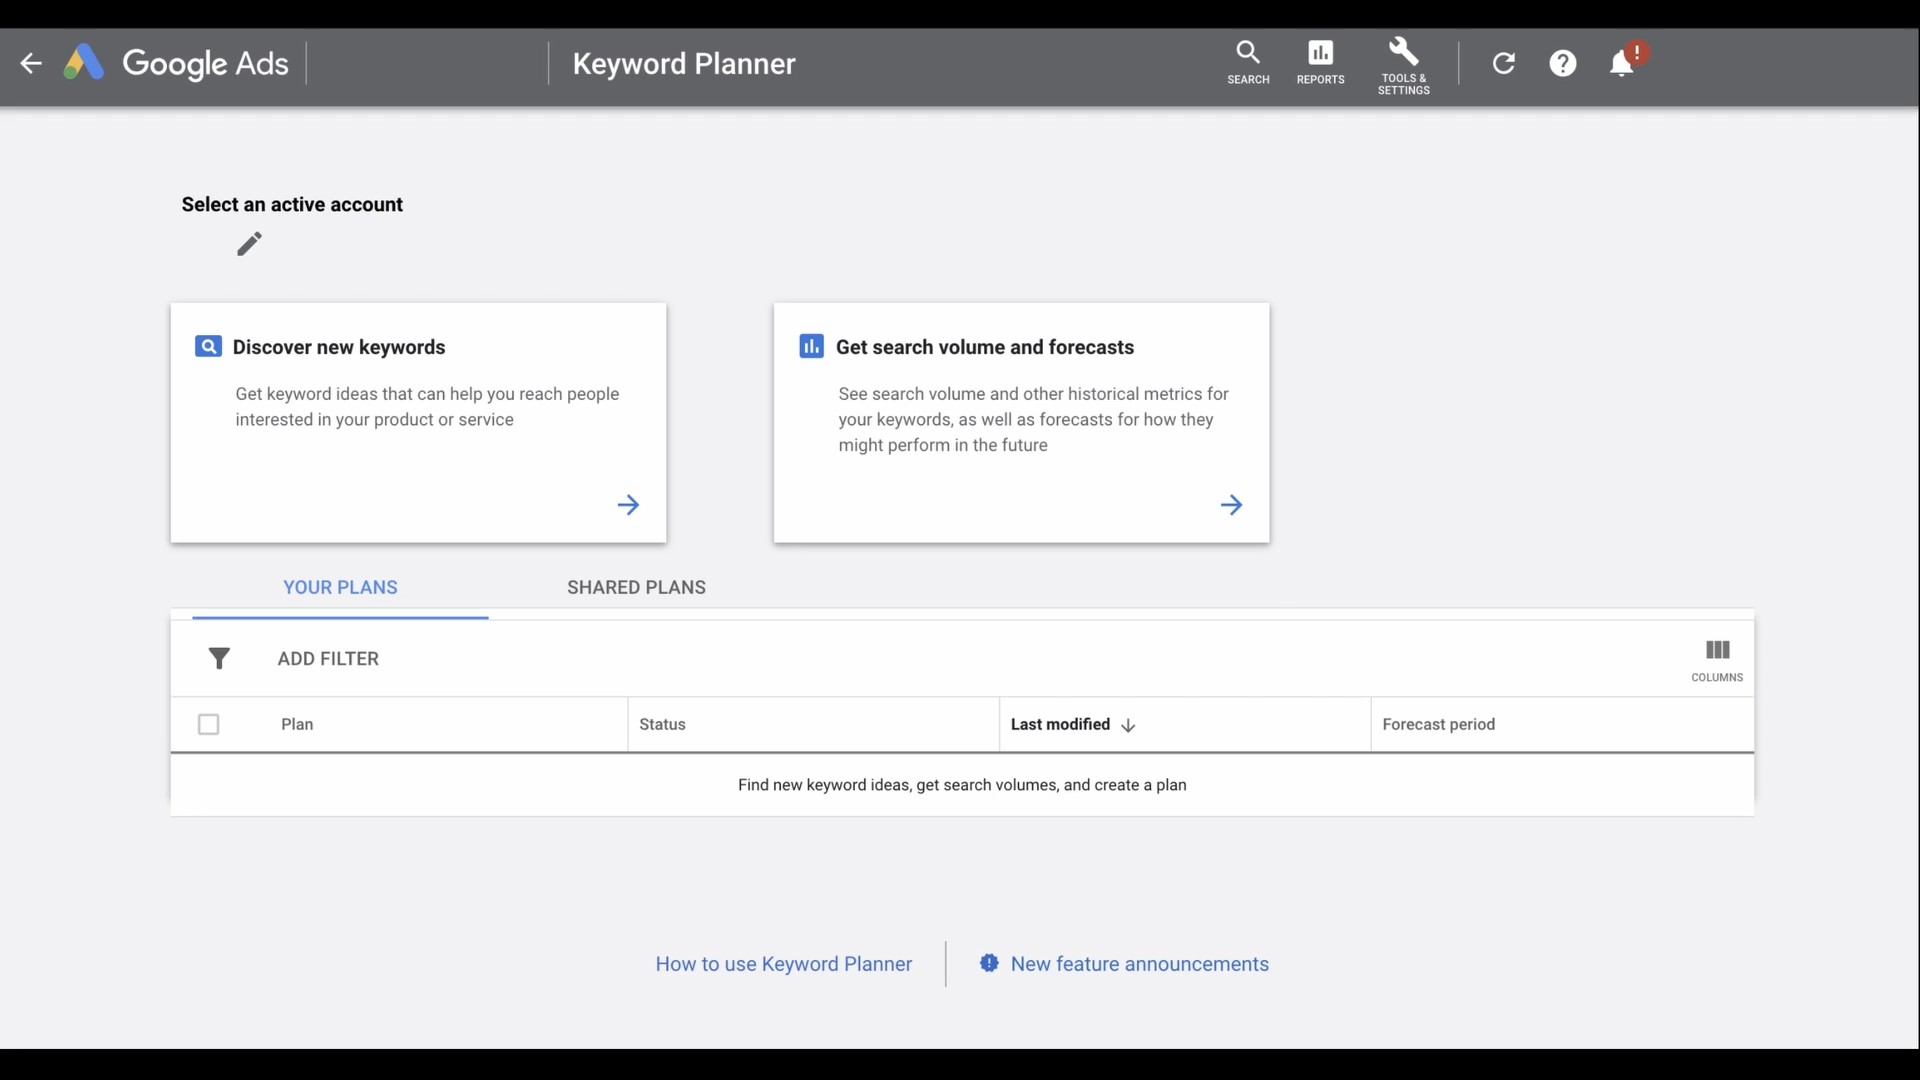 Google Ads
Keyword Planner
SEARCH
REPORTS
TOOLS &
SETTINGS
Select an active account
Discover new keywords
Get keyword ideas that can help you reach people
interested in your product or service
Get search volume and forecasts
See search volume and other historical metrics for
your keywords, as well as forecasts for how they
might perform in the future
YOUR PLANS
SHARED PLANS
ADD FILTER
COLUMNS
Plan
Status
Last modified
Forecast period
Find new keyword ideas, get search volumes, and create a plan
How to use Keyword Planner
New feature announcements